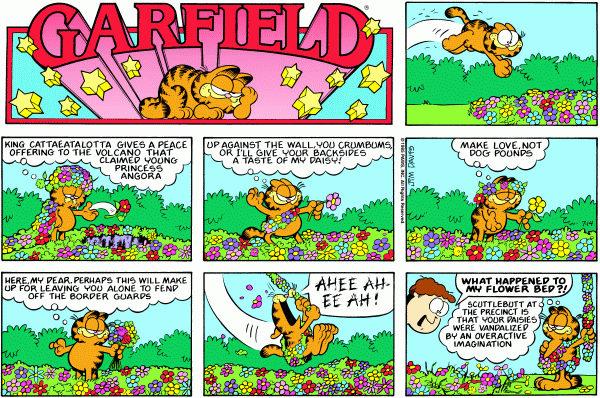 GARFIELD
®
KING CATTAEATALOTTA GIVES A PEACE
OFFERING TO THE VOLCANO THAT
CLAIMED YOUNG
PRINCESS
ANGORA
UP AGAINST THE WALL, YOU CRUMBUMS,
OR I'LL GIVE YOUR BACKSIDES
A TASTE OF MY DAISY!
JIM DAVIS
MAKE LOVE, NOT
DOG POUNDS
7-14
HERE, MY DEAR. PERHAPS THIS WILL MAKE
UP FOR LEAVING YOU ALONE TO FEND
OFF THE BORDER GUARDS
AHEE AH-
EE AH!
WHAT HAPPENED TO
MY FLOWER BED?!
SCUTTLEBUTT AT
THE PRECINCT IS
THAT YOUR DAISIES
WERE VANDALIZED
BY AN OVERACTIVE
IMAGINATION